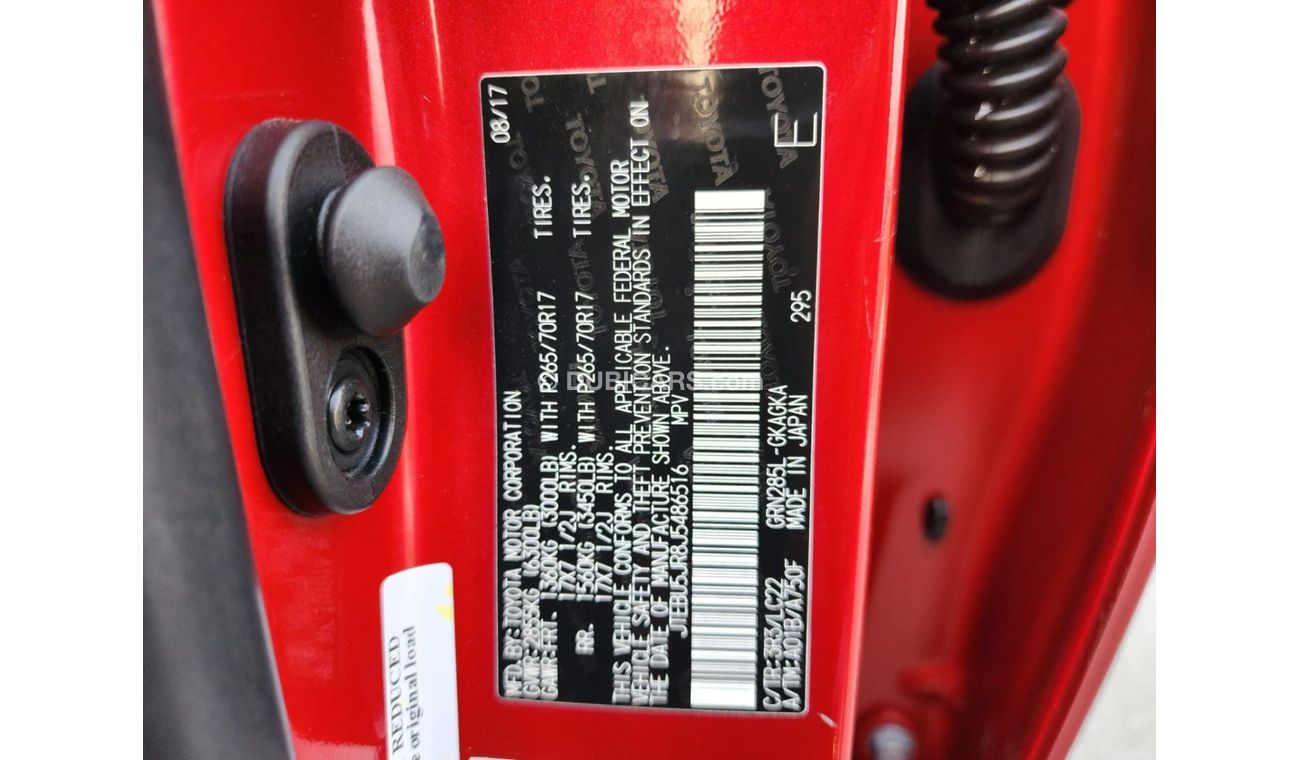 MFD.BY:TOYOTA MOTOR CORPORATION 08/17
GVWR:2855KG (6300LB)
GAWR:FRT. 1360KG (3000LB) WITH P265/70R17 TIRES.
17X7 1/2J RIMS.
RR. 1560KG (3450LB) WITH P265/70R17 TIRES.
17X7 1/2J RIMS.
THIS VEHICLE CONFORMS TO ALL APPLICABLE FEDERAL MOTOR
VEHICLE SAFETY AND THEFT PREVENTION STANDARDS IN EFFECT ON
THE DATE OF MANUFACTURE SHOWN ABOVE.
JTEBU5JR8J5486516 MPV
C/TR:3R3/LC22 GRN285L-GKAGKA
A/TM:A01B/A750F MADE IN JAPAN 295
E
TOYOTA
REDUCED
original load
DUBICARS.com